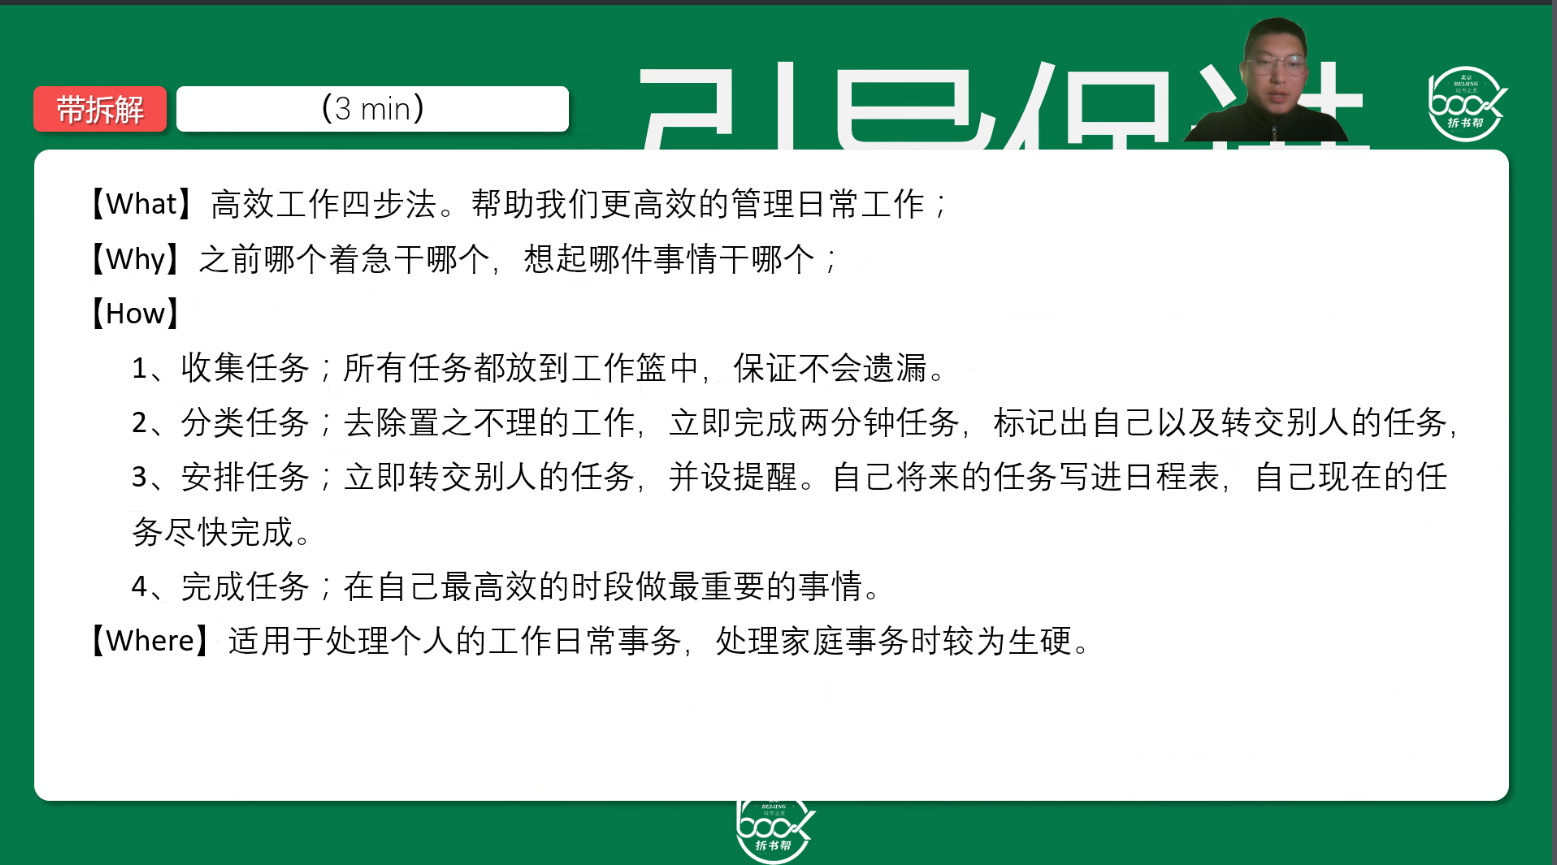 引导促进
北京
BEIJING
book
拆书帮
带拆解
(3 min)
【What】高效工作四步法。帮助我们更高效的管理日常工作；
【Why】之前哪个着急干哪个，想起哪件事情干哪个；
【How】
1、收集任务；所有任务都放到工作篮中，保证不会遗漏。
2、分类任务；去除置之不理的工作，立即完成两分钟任务，标记出自己以及转交别人的任务，
3、安排任务；立即转交别人的任务，并设提醒。自己将来的任务写进日程表，自己现在的任
务尽快完成。
4、完成任务；在自己最高效的时段做最重要的事情。
【Where】适用于处理个人的工作日常事务，处理家庭事务时较为生硬。
BEIJING
book
拆书帮